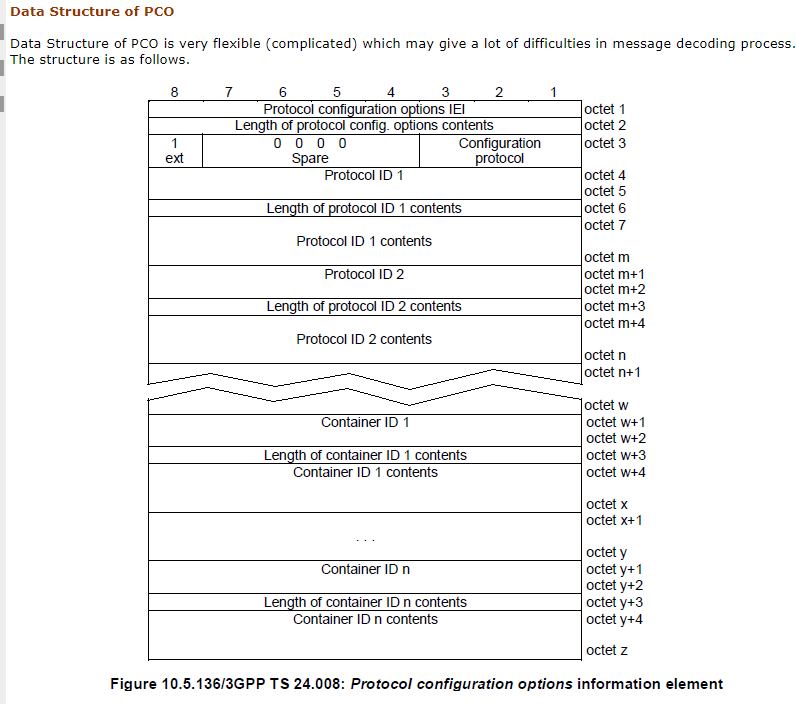 Data Structure of PCO
Data Structure of PCO is very flexible (complicated) which may give a lot of difficulties in message decoding process.
The structure is as follows.
8 7 6 5 4 3 2 1
Protocol configuration options IEI octet 1
Length of protocol config. options contents octet 2
1 0 0 0 0 Configuration octet 3
ext Spare protocol
Protocol ID 1 octet 4
octet 5
Length of protocol ID 1 contents octet 6
octet 7
Protocol ID 1 contents
octet m
Protocol ID 2 octet m+1
octet m+2
Length of protocol ID 2 contents octet m+3
octet m+4
Protocol ID 2 contents
octet n
octet n+1
octet w
Container ID 1 octet w+1
octet w+2
Length of container ID 1 contents octet w+3
Container ID 1 contents octet w+4
octet x
octet x+1
. . .
octet y
Container ID n octet y+1
octet y+2
Length of container ID n contents octet y+3
Container ID n contents octet y+4
octet z
Figure 10.5.136/3GPP TS 24.008: Protocol configuration options information element